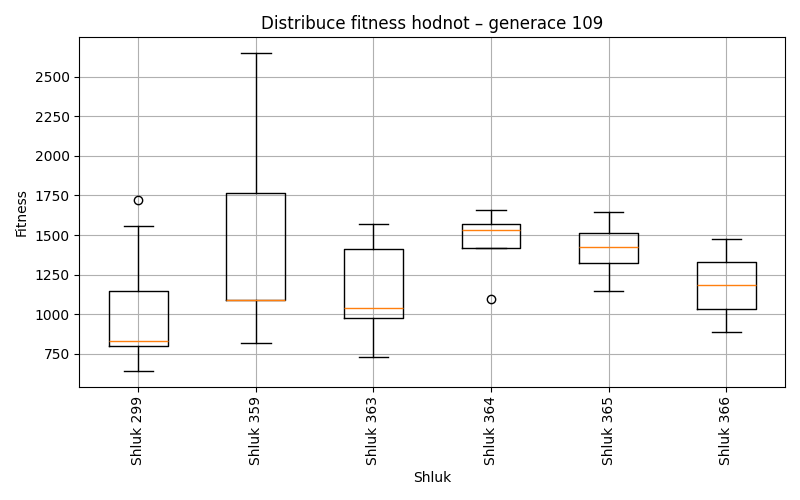 Distribuce fitness hodnot – generace 109
Fitness
2500
2250
2000
1750
1500
1250
1000
750
Shluk 299
Shluk 359
Shluk 363
Shluk 364
Shluk 365
Shluk 366
Shluk